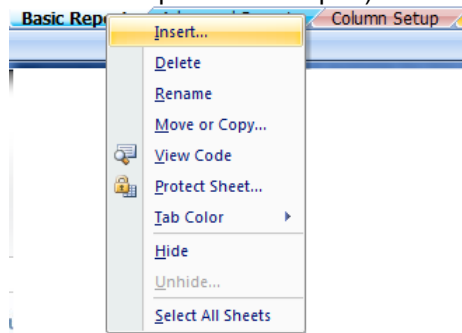 Basic Rep
Column Setup
Insert...
Delete
Rename
Move or Copy...
View Code
Protect Sheet...
Tab Color
Hide
Unhide...
Select All Sheets